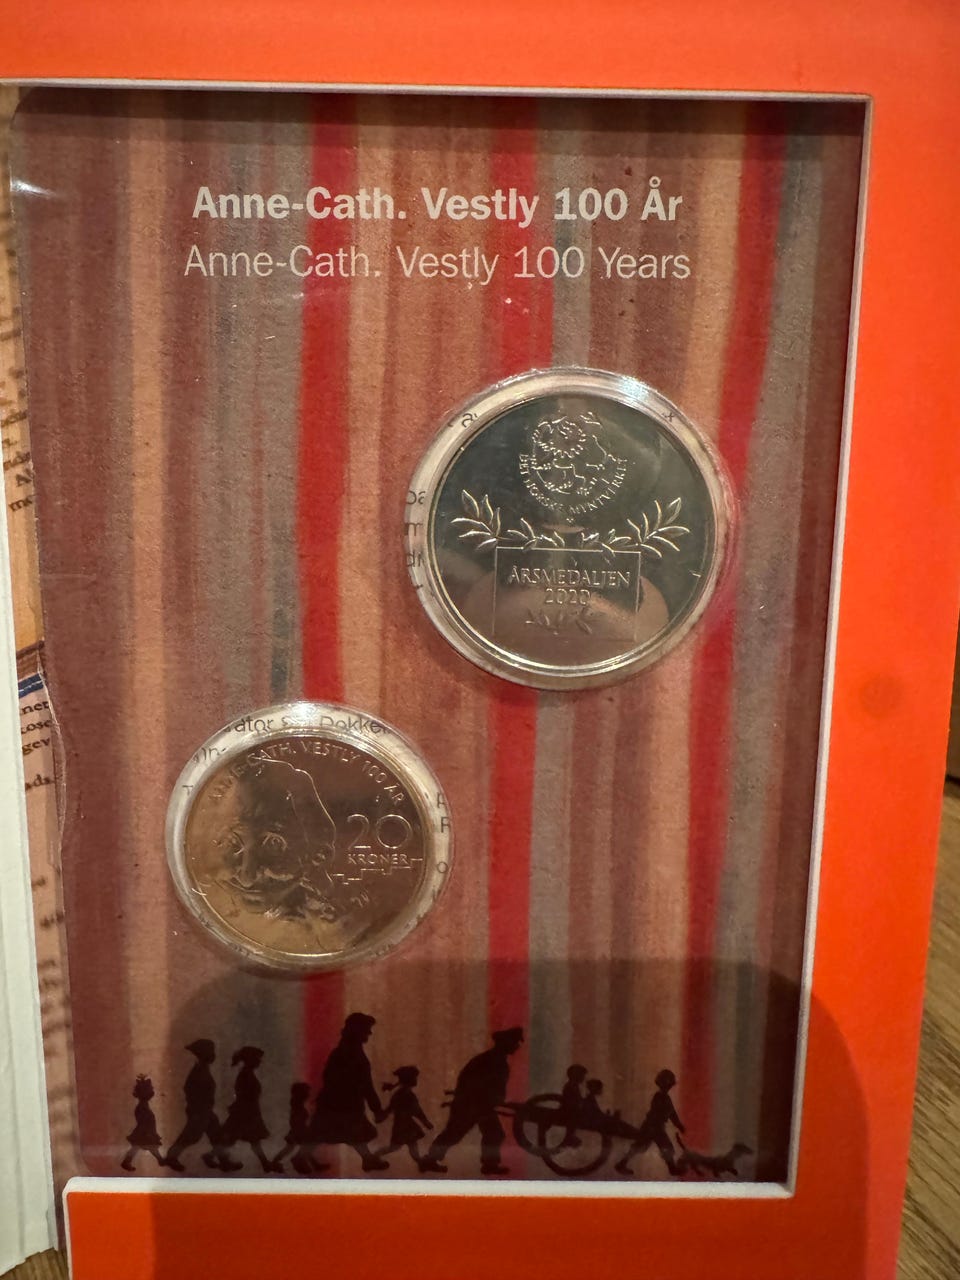 Anne-Cath. Vestly 100 År
Anne-Cath. Vestly 100 Years
DET NORSKE MYNTVERKET
ÅRSMEDALJEN
2020
ANNE-CATH. VESTLY 100 ÅR
20
KRONER